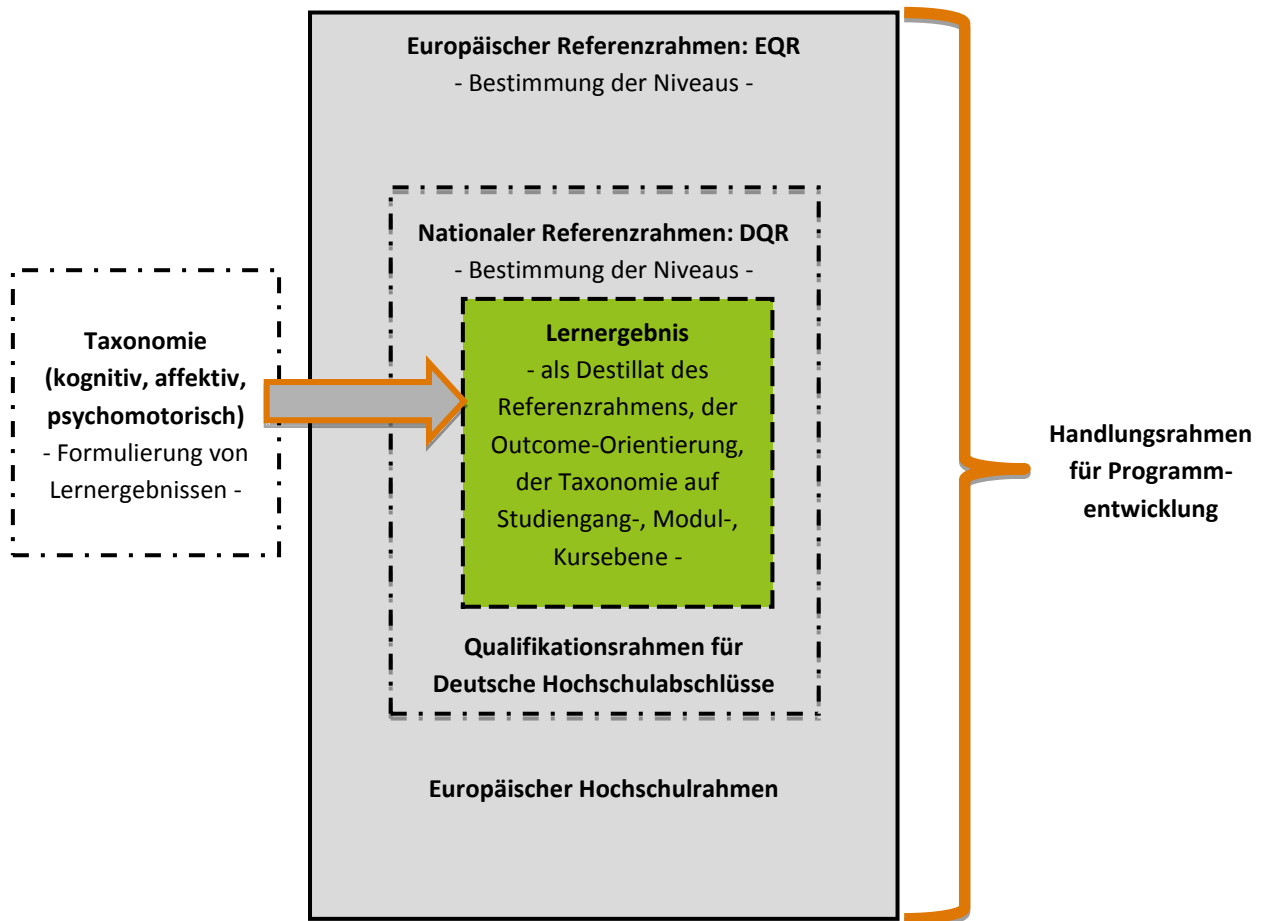 Europäischer Referenzrahmen: EQR
- Bestimmung der Niveaus -
Nationaler Referenzrahmen: DQR
- Bestimmung der Niveaus -
Taxonomie
(kognitiv, affektiv,
psychomotorisch)
- Formulierung von
Lernergebnissen -
Lernergebnis
- als Destillat des
Referenzrahmens, der
Outcome-Orientierung,
der Taxonomie auf
Studiengang-, Modul-,
Kursebene -
Handlungsrahmen
für Programm-
entwicklung
Qualifikationsrahmen für
Deutsche Hochschulabschlüsse
Europäischer Hochschulrahmen